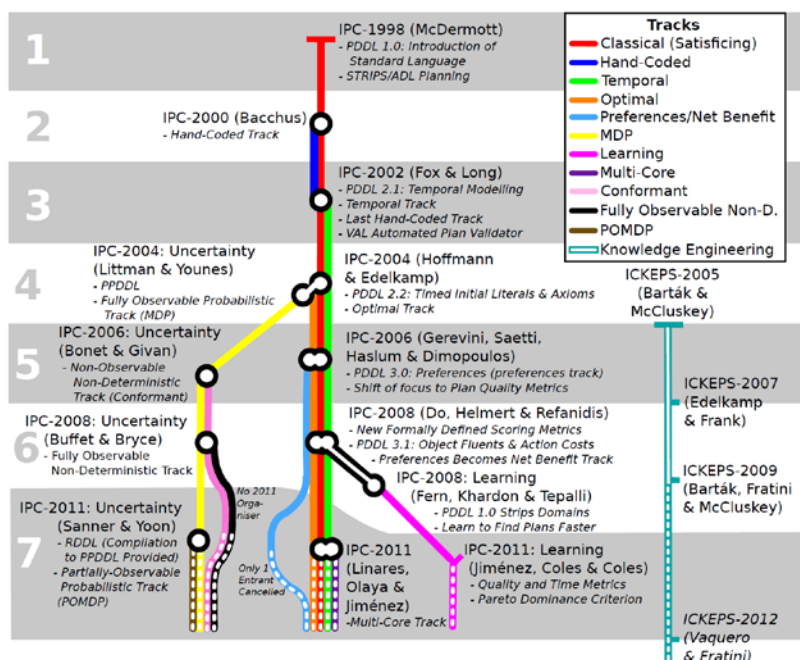 1
IPC-1998 (McDermott)
- PDDL 1.0: Introduction of
Standard Language
- STRIPS/ADL Planning
Tracks
Classical (Satisficing)
Hand-Coded
Temporal
Optimal
Preferences/Net Benefit
MDP
Learning
Multi-Core
Conformant
Fully Observable Non-D.
POMDP
Knowledge Engineering
2
IPC-2000 (Bacchus)
- Hand-Coded Track
3
IPC-2002 (Fox & Long)
- PDDL 2.1: Temporal Modelling
- Temporal Track
- Last Hand-Coded Track
- VAL Automated Plan Validator
4
IPC-2004: Uncertainty
(Littman & Younes)
- PPDDL
- Fully Observable Probabilistic
Track (MDP)
IPC-2004 (Hoffmann
& Edelkamp)
- PDDL 2.2: Timed Initial Literals & Axioms
- Optimal Track
ICKEPS-2005
(Barták &
McCluskey)
5
IPC-2006: Uncertainty
(Bonet & Givan)
- Non-Observable
Non-Deterministic
Track (Conformant)
IPC-2006 (Gerevini, Saetti,
Haslum & Dimopoulos)
- PDDL 3.0: Preferences (preferences track)
- Shift of focus to Plan Quality Metrics
ICKEPS-2007
(Edelkamp
& Frank)
6
IPC-2008: Uncertainty
(Buffet & Bryce)
- Fully Observable
Non-Deterministic Track
IPC-2008 (Do, Helmert & Refanidis)
- New Formally Defined Scoring Metrics
- PDDL 3.1: Object Fluents & Action Costs
- Preferences Becomes Net Benefit Track
IPC-2008: Learning
(Fern, Khardon & Tepalli)
- PDDL 1.0 Strips Domains
- Learn to Find Plans Faster
ICKEPS-2009
(Barták, Fratini
& McCluskey)
7
IPC-2011: Uncertainty
(Sanner & Yoon)
- RDDL (Compilation
to PPDDL Provided)
- Partially-Observable
Probabilistic Track
(POMDP)
No 2011
Orga-
niser
Only 1
Entrant
Cancelled
IPC-2011
(Linares,
Olaya &
Jiménez)
- Multi-Core Track
IPC-2011: Learning
(Jiménez, Coles & Coles)
- Quality and Time Metrics
- Pareto Dominance Criterion
ICKEPS-2012
(Vaquero
& Fratini)